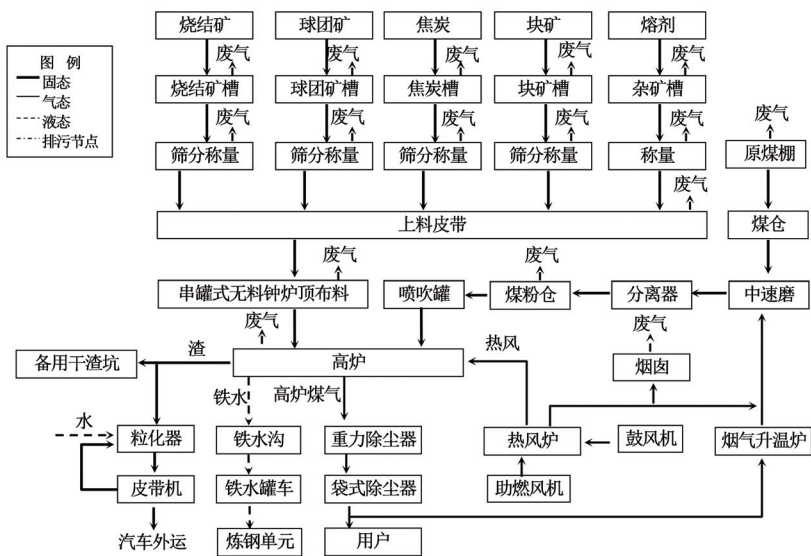 烧结矿 球团矿 焦炭 块矿 熔剂
图 例
固态
气态
液态
排污节点
废气 废气 废气 废气 废气
烧结矿槽 球团矿槽 焦炭槽 块矿槽 杂矿槽
废气 废气 废气 废气 废气 废气
筛分称量 筛分称量 筛分称量 筛分称量 称量 原煤棚
废气
上料皮带 煤仓
废气 废气
串罐式无料钟炉顶布料 喷吹罐 煤粉仓 分离器 中速磨
废气 废气
渣 热风
备用干渣坑 高炉 烟囱
铁水 高炉煤气
水
粒化器 铁水沟 重力除尘器 热风炉 鼓风机 烟气升温炉
皮带机 铁水罐车 袋式除尘器 助燃风机
汽车外运 炼钢单元 用户